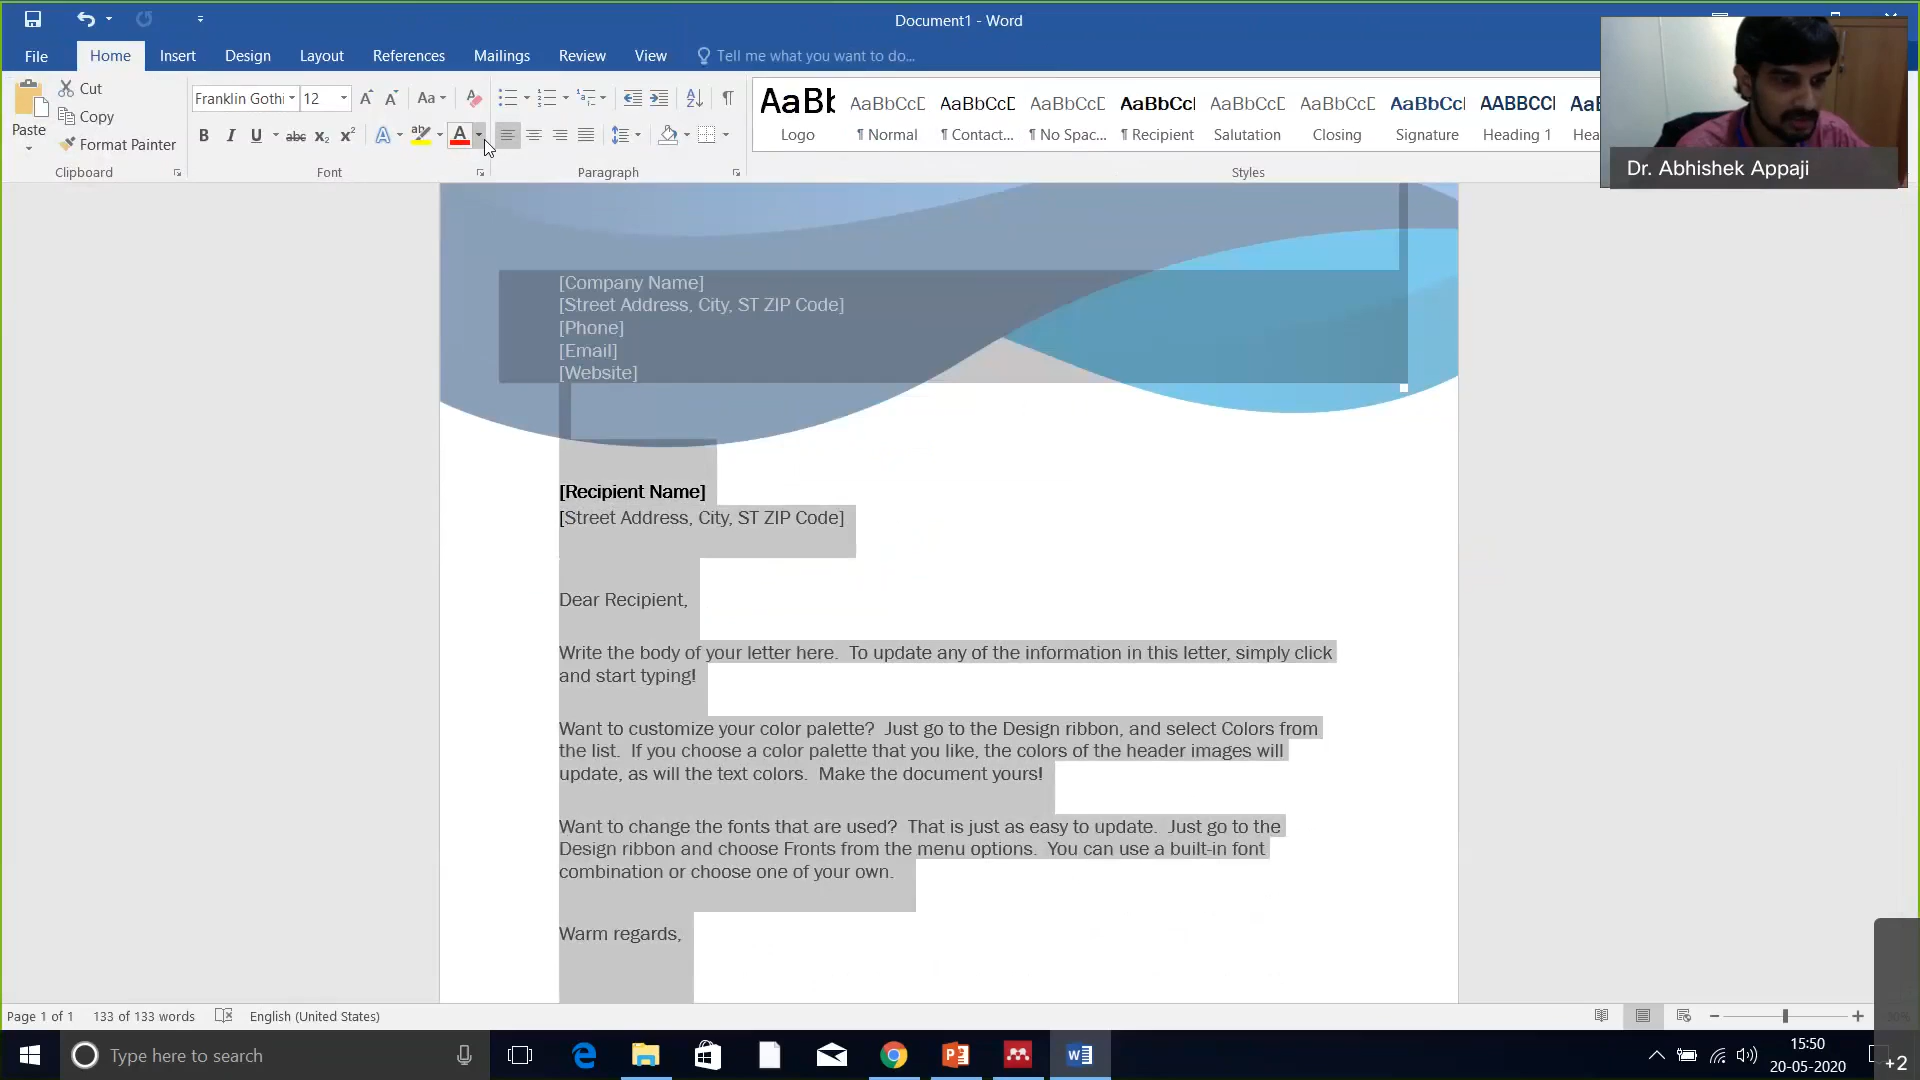 Document1 - Word
File Home Insert Design Layout References Mailings Review View Tell me what you want to do...
Cut
Copy
Format Painter
Paste
Clipboard
Franklin Gothi 12
Font
Paragraph
AaBb AaBbCcD AaBbCcD AaBbCcD AaBbCcI AaBbCcD AaBbCcD AaBbCcD AABBCCI
Logo ¶ Normal ¶ Contact... ¶ No Spac... ¶ Recipient Salutation Closing Signature Heading 1 Hea
Styles
Dr. Abhishek Appaji
[Company Name]
[Street Address, City, ST ZIP Code]
[Phone]
[Email]
[Website]
[Recipient Name]
[Street Address, City, ST ZIP Code]
Dear Recipient,
Write the body of your letter here. To update any of the information in this letter, simply click
and start typing!
Want to customize your color palette? Just go to the Design ribbon, and select Colors from
the list. If you choose a color palette that you like, the colors of the header images will
update, as will the text colors. Make the document yours!
Want to change the fonts that are used? That is just as easy to update. Just go to the
Design ribbon and choose Fronts from the menu options. You can use a built-in font
combination or choose one of your own.
Warm regards,
Page 1 of 1 133 of 133 words English (United States)
Type here to search
15:50
20-05-2020
+2